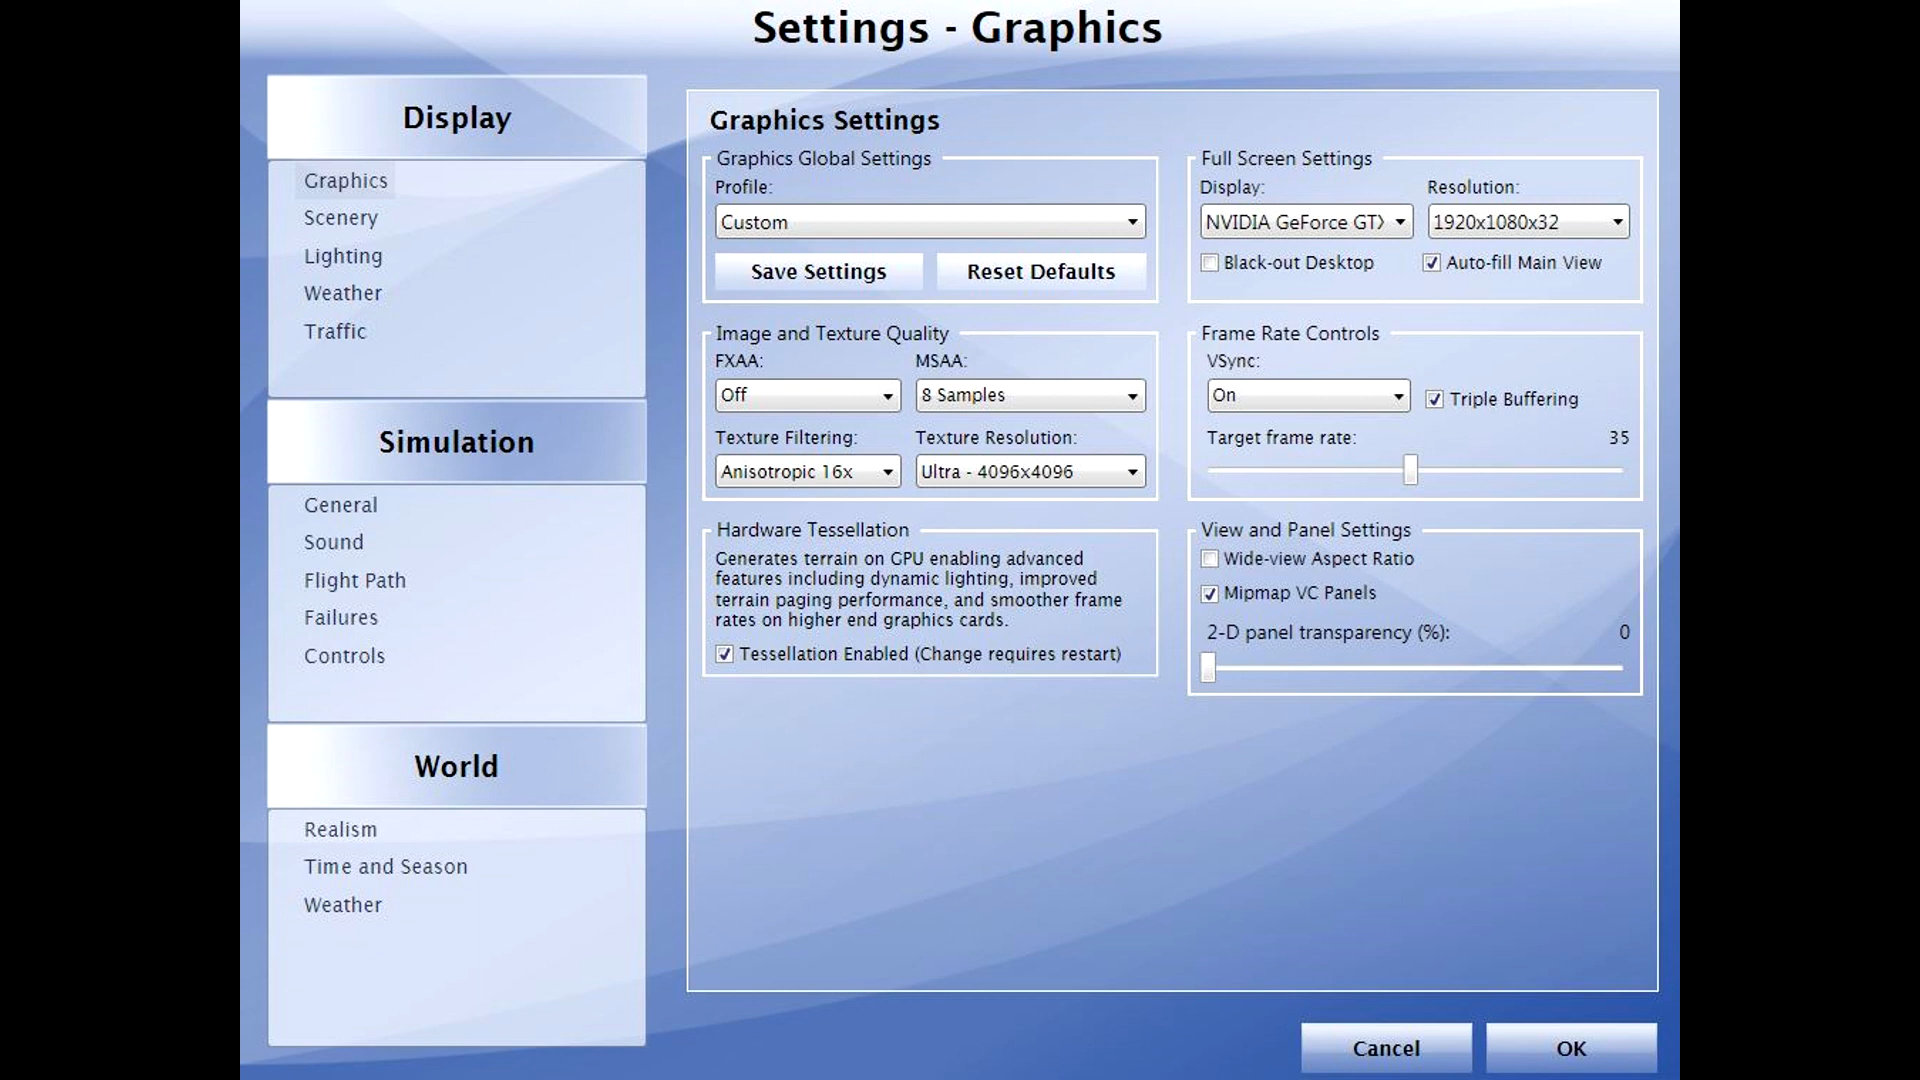 Settings - Graphics
Display
Graphics
Scenery
Lighting
Weather
Traffic
Simulation
General
Sound
Flight Path
Failures
Controls
World
Realism
Time and Season
Weather
Graphics Settings
Graphics Global Settings
Profile:
Custom
Save Settings Reset Defaults
Full Screen Settings
Display: Resolution:
NVIDIA GeForce GTX 1920x1080x32
Black-out Desktop Auto-fill Main View
Image and Texture Quality
FXAA: MSAA:
Off 8 Samples
Texture Filtering: Texture Resolution:
Anisotropic 16x Ultra - 4096x4096
Frame Rate Controls
VSync:
On Triple Buffering
Target frame rate: 35
Hardware Tessellation
Generates terrain on GPU enabling advanced
features including dynamic lighting, improved
terrain paging performance, and smoother frame
rates on higher end graphics cards.
Tessellation Enabled (Change requires restart)
View and Panel Settings
Wide-view Aspect Ratio
Mipmap VC Panels
2-D panel transparency (%): 0
Cancel OK